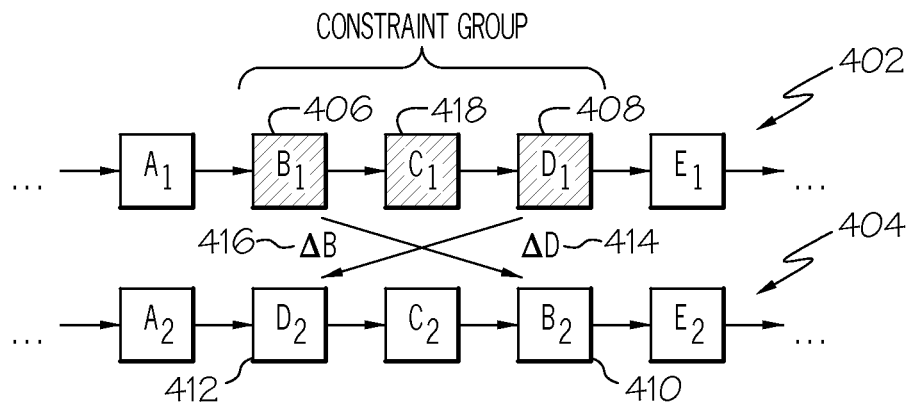 CONSTRAINT GROUP
402
406 418 408
... A1 B1 C1 D1 E1 ...
416 ΔB ΔD 414
404
... A2 D2 C2 B2 E2 ...
412 410